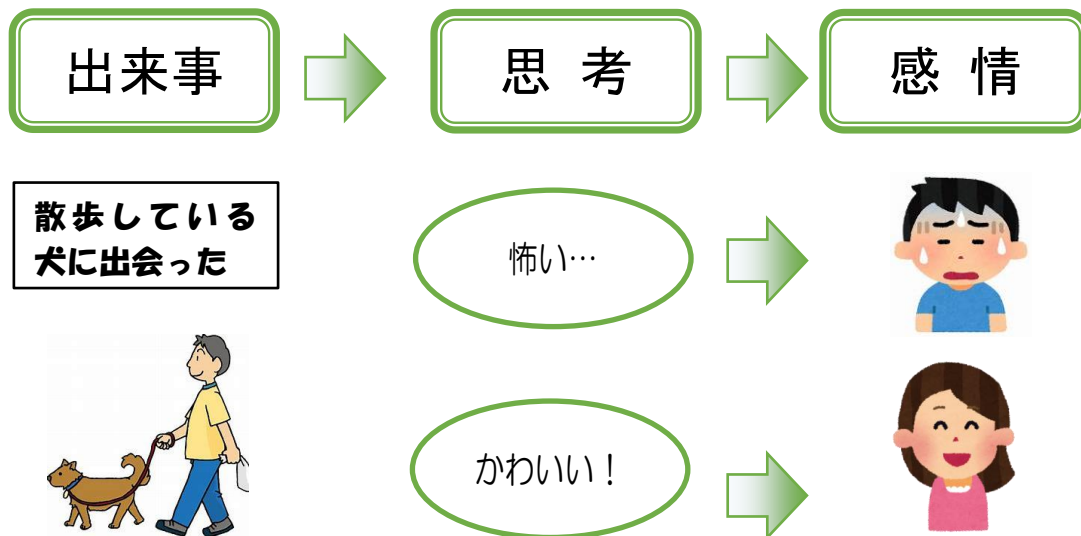 出来事
思考
感情
散歩している
犬に出会った
怖い…
かわいい！